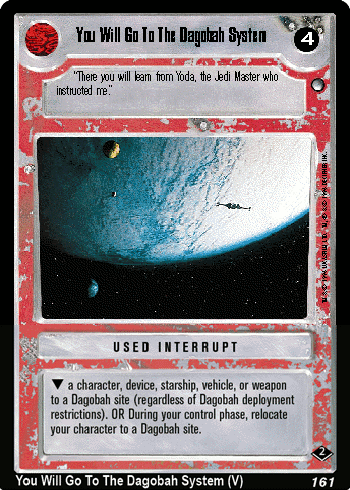 You Will Go To The Dagobah System
4
"There you will learn from Yoda, the Jedi Master who
instructed me."
USED INTERRUPT
▼ a character, device, starship, vehicle, or weapon
to a Dagobah site (regardless of Dagobah deployment
restrictions). OR During your control phase, relocate
your character to a Dagobah site.
2
You Will Go To The Dagobah System (V)
161